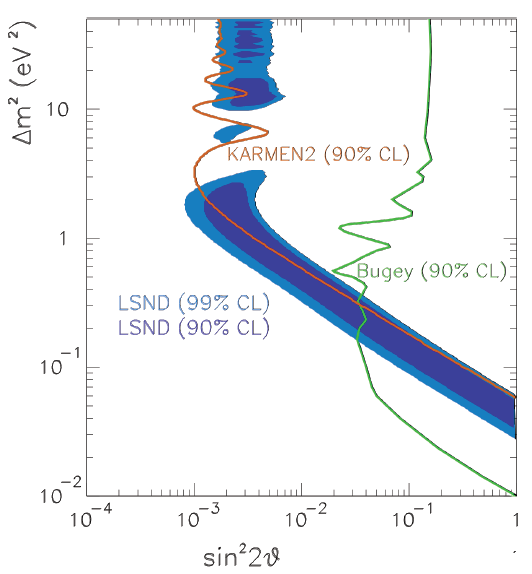 Δm² (eV²)
10
1
10⁻¹
10⁻²
KARMEN2 (90% CL)
Bugey (90% CL)
LSND (99% CL)
LSND (90% CL)
10⁻⁴ 10⁻³ 10⁻² 10⁻¹ 1
sin²2ϑ